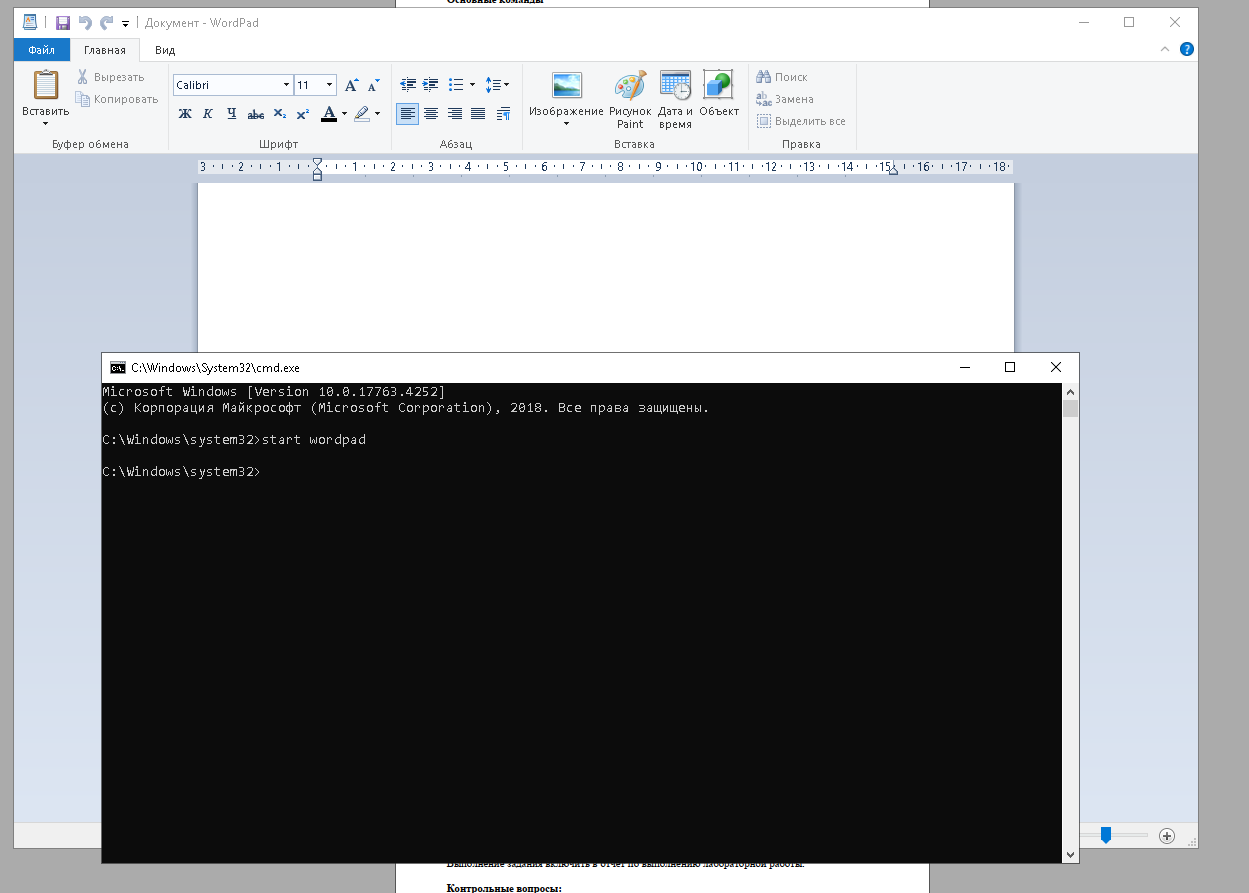 Основные команды
Документ - WordPad
Файл Главная Вид
Вставить
Вырезать
Копировать
Буфер обмена
Calibri 11
Ж К Ч abc X₂ X² A
Шрифт
Абзац
Изображение
Рисунок Paint
Дата и время
Объект
Вставка
Поиск
Замена
Выделить все
Правка
3 2 1 1 2 3 4 5 6 7 8 9 10 11 12 13 14 15 16 17 18
C:\Windows\System32\cmd.exe
Microsoft Windows [Version 10.0.17763.4252]
(c) Корпорация Майкрософт (Microsoft Corporation), 2018. Все права защищены.
C:\Windows\system32>start wordpad
C:\Windows\system32>
Выполнение задания включить в отчет по выполнению лабораторной работы.
Контрольные вопросы: